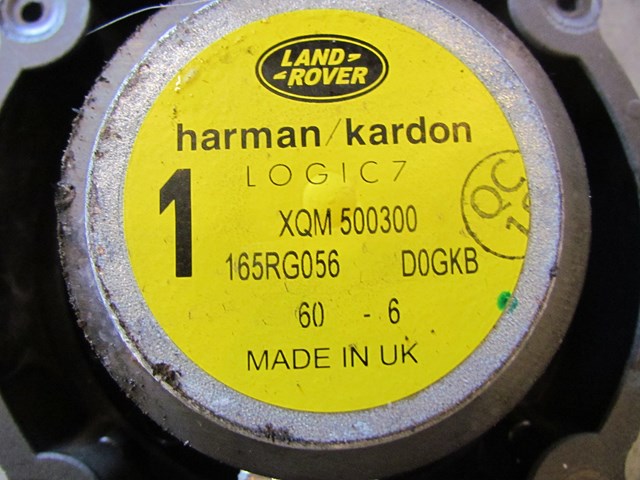 LAND
ROVER
harman/kardon
LOGIC7
1
XQM 500300
165RG056 D0GKB
60 - 6
MADE IN UK
QC